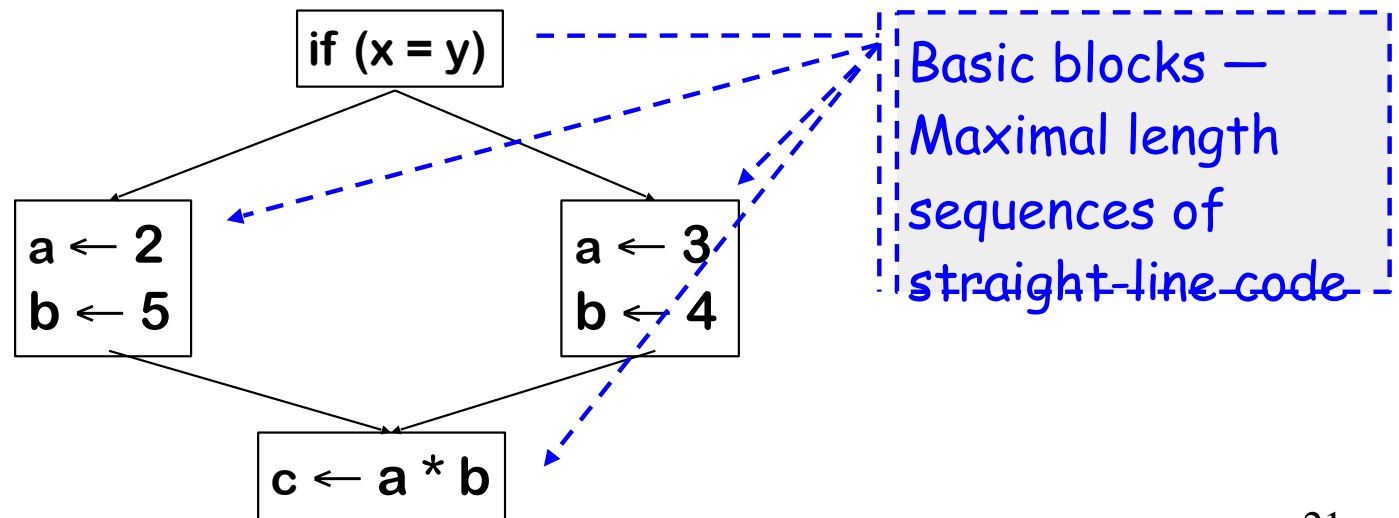 if (x = y)
Basic blocks —
Maximal length
sequences of
straight-line code
a ← 2
b ← 5
a ← 3
b ← 4
c ← a * b